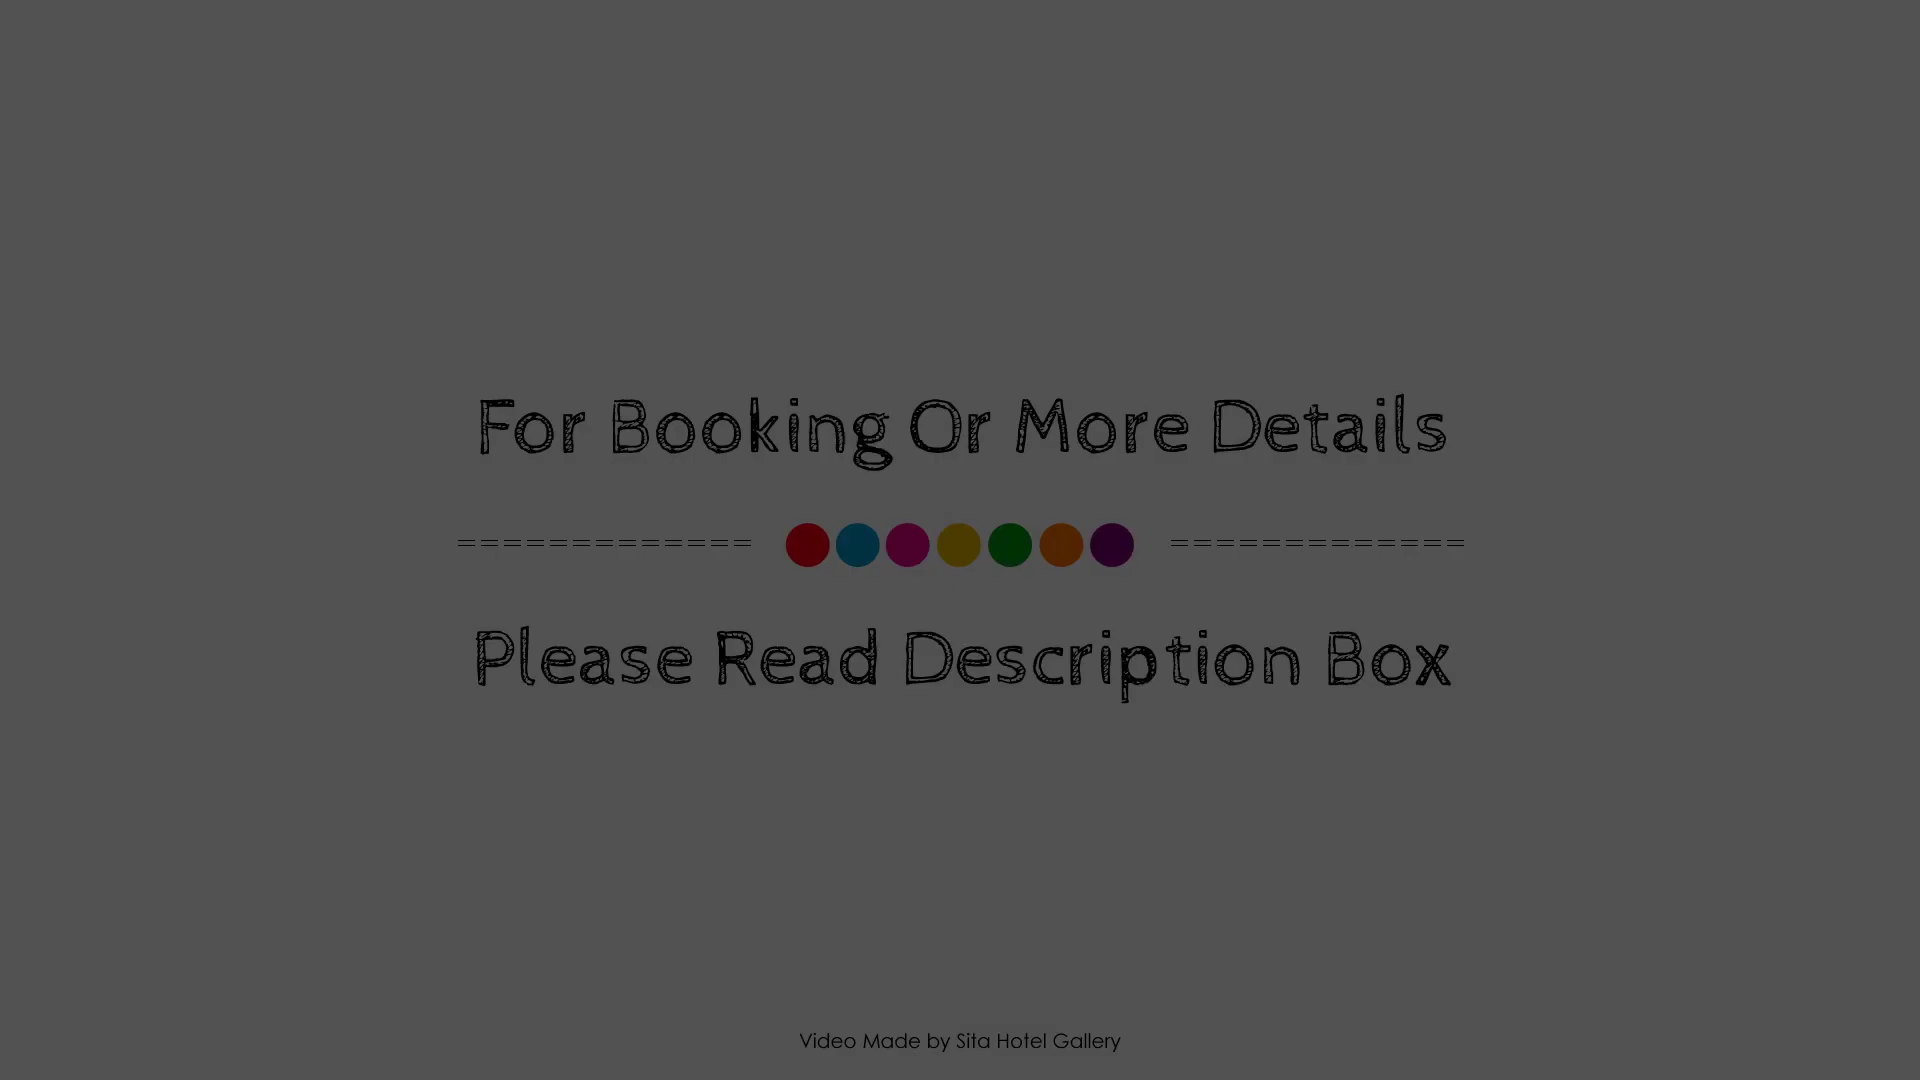 For Booking Or More Details
============= =============
Please Read Description Box
Video Made by Sita Hotel Gallery